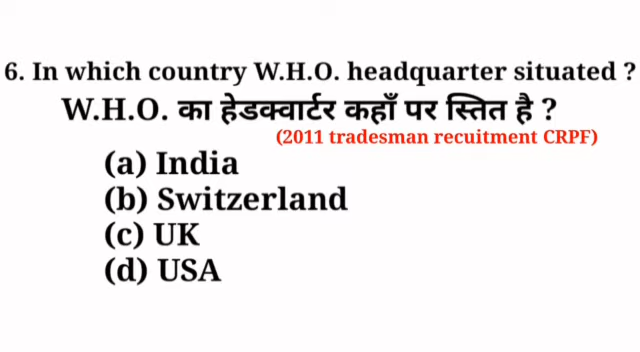 6. In which country W.H.O. headquarter situated ?
W.H.O. का हेडक्वार्टर कहाँ पर स्तित है ?
(2011 tradesman recuitment CRPF)
(a) India
(b) Switzerland
(c) UK
(d) USA